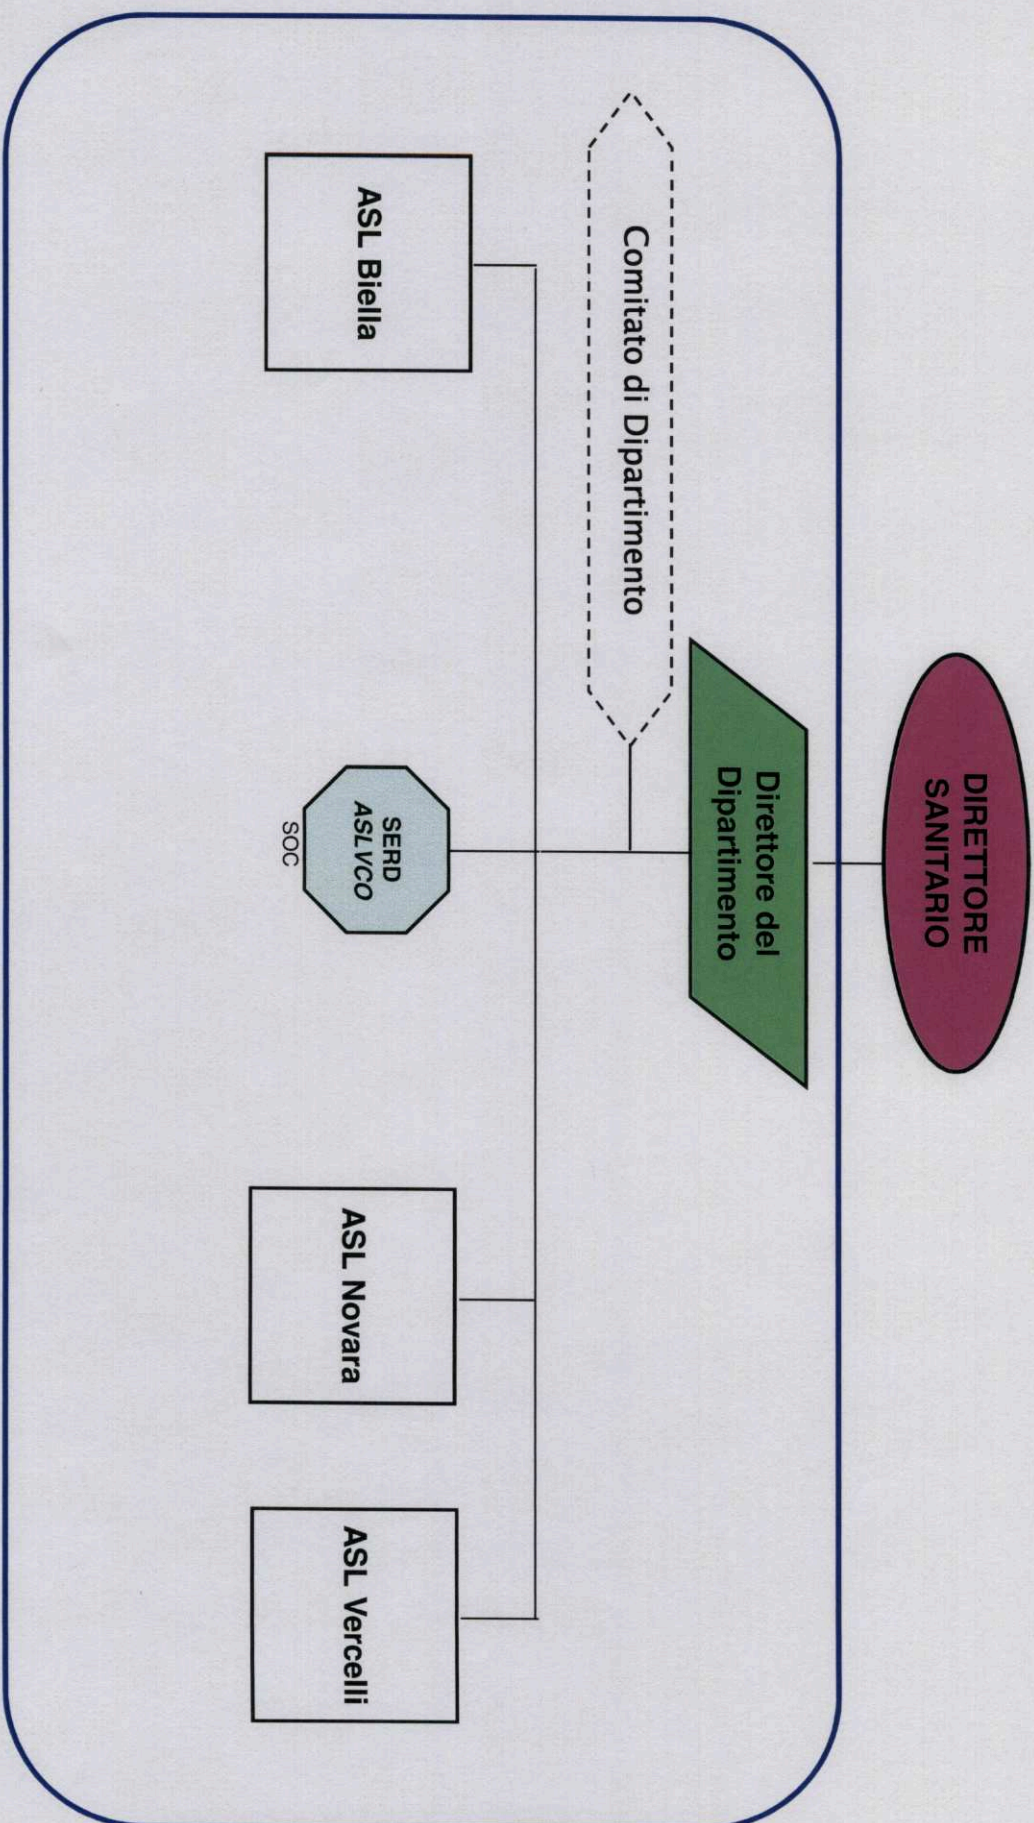 DIRETTORE
SANITARIO
Direttore del
Dipartimento
Comitato di Dipartimento
ASL Biella
SERD
ASLVCO
SOC
ASL Novara
ASL Vercelli